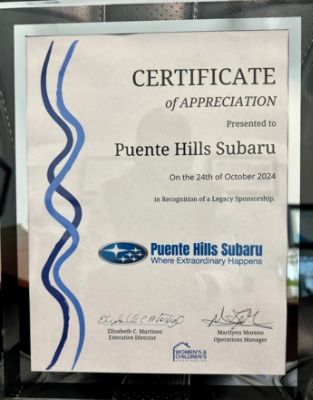 CERTIFICATE
of APPRECIATION
Presented to
Puente Hills Subaru
On the 24th of October 2024
in Recognition of a Legacy Sponsorship.
Puente Hills Subaru
Where Extraordinary Happens
Elizabeth C. Martinez
Executive Director
Marilynn Moreno
Operations Manager
WOMEN'S &
CHILDREN'S